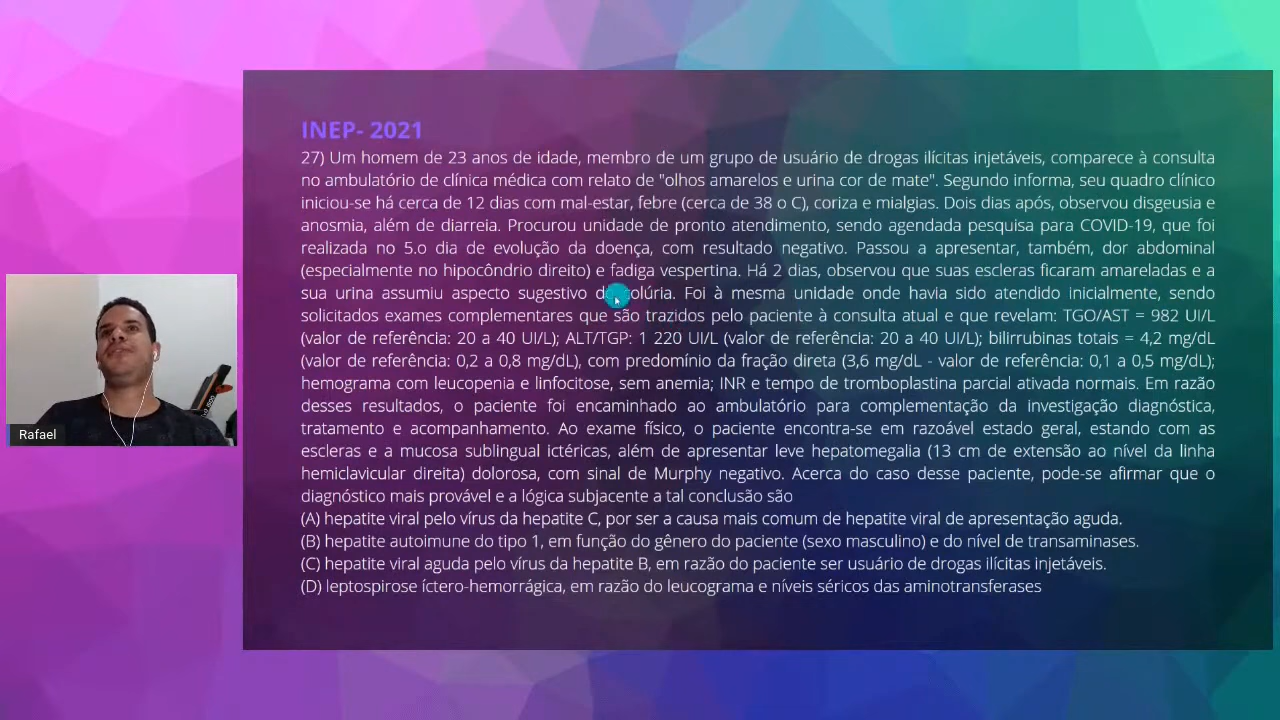 INEP- 2021
27) Um homem de 23 anos de idade, membro de um grupo de usuário de drogas ilícitas injetáveis, comparece à consulta
no ambulatório de clínica médica com relato de "olhos amarelos e urina cor de mate". Segundo informa, seu quadro clínico
iniciou-se há cerca de 12 dias com mal-estar, febre (cerca de 38 o C), coriza e mialgias. Dois dias após, observou disgeusia e
anosmia, além de diarreia. Procurou unidade de pronto atendimento, sendo agendada pesquisa para COVID-19, que foi
realizada no 5.o dia de evolução da doença, com resultado negativo. Passou a apresentar, também, dor abdominal
(especialmente no hipocôndrio direito) e fadiga vespertina. Há 2 dias, observou que suas escleras ficaram amareladas e a
sua urina assumiu aspecto sugestivo Foi à mesma unidade onde havia sido atendido inicialmente, sendo
solicitados exames complementares que são trazidos pelo paciente à consulta atual e que revelam: TGO/AST = 982 UI/L
(valor de referência: 20 a 40 UI/L); ALT/TGP: 1 220 UI/L (valor de referência: 20 a 40 UI/L); bilirrubinas totais = 4,2 mg/dL
(valor de referência: 0,2 a 0,8 mg/dL), com predomínio da fração direta (3,6 mg/dL - valor de referência: 0,1 a 0,5 mg/dL);
hemograma com leucopenia e linfocitose, sem anemia; INR e tempo de tromboplastina parcial ativada normais. Em razão
desses resultados, o paciente foi encaminhado ao ambulatório para complementação da investigação diagnóstica,
tratamento e acompanhamento. Ao exame físico, o paciente encontra-se em razoável estado geral, estando com as
escleras e a mucosa sublingual ictéricas, além de apresentar leve hepatomegalia (13 cm de extensão ao nível da linha
hemiclavicular direita) dolorosa, com sinal de Murphy negativo. Acerca do caso desse paciente, pode-se afirmar que o
diagnóstico mais provável e a lógica subjacente a tal conclusão são
(A) hepatite viral pelo vírus da hepatite C, por ser a causa mais comum de hepatite viral de apresentação aguda.
(B) hepatite autoimune do tipo 1, em função do gênero do paciente (sexo masculino) e do nível de transaminases.
(C) hepatite viral aguda pelo vírus da hepatite B, em razão do paciente ser usuário de drogas ilícitas injetáveis.
(D) leptospirose íctero-hemorrágica, em razão do leucograma e níveis séricos das aminotransferases
Rafael